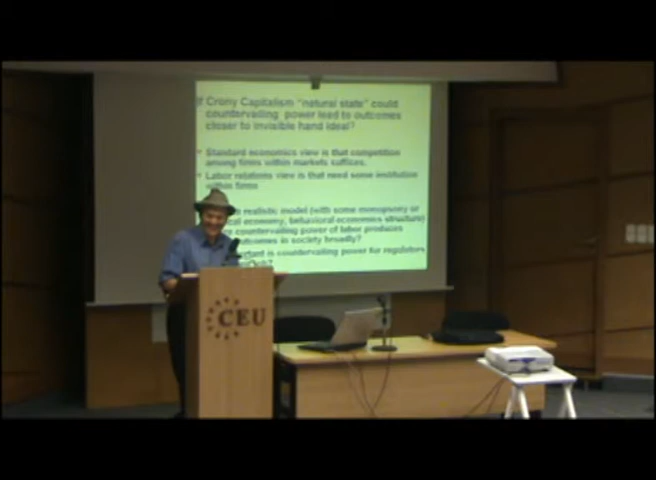 If Crony Capitalism "natural state" could
countervailing power lead to outcomes
closer to invisible hand ideal?
Standard economics view is that competition
among firms within markets suffices.
Labor relations view is that need some institution
within firms
realistic model (with some monopsony or
economy, behavioral economics structure)
countervailing power of labor produces
outcomes in society broadly?
is countervailing power for regulators
CEU